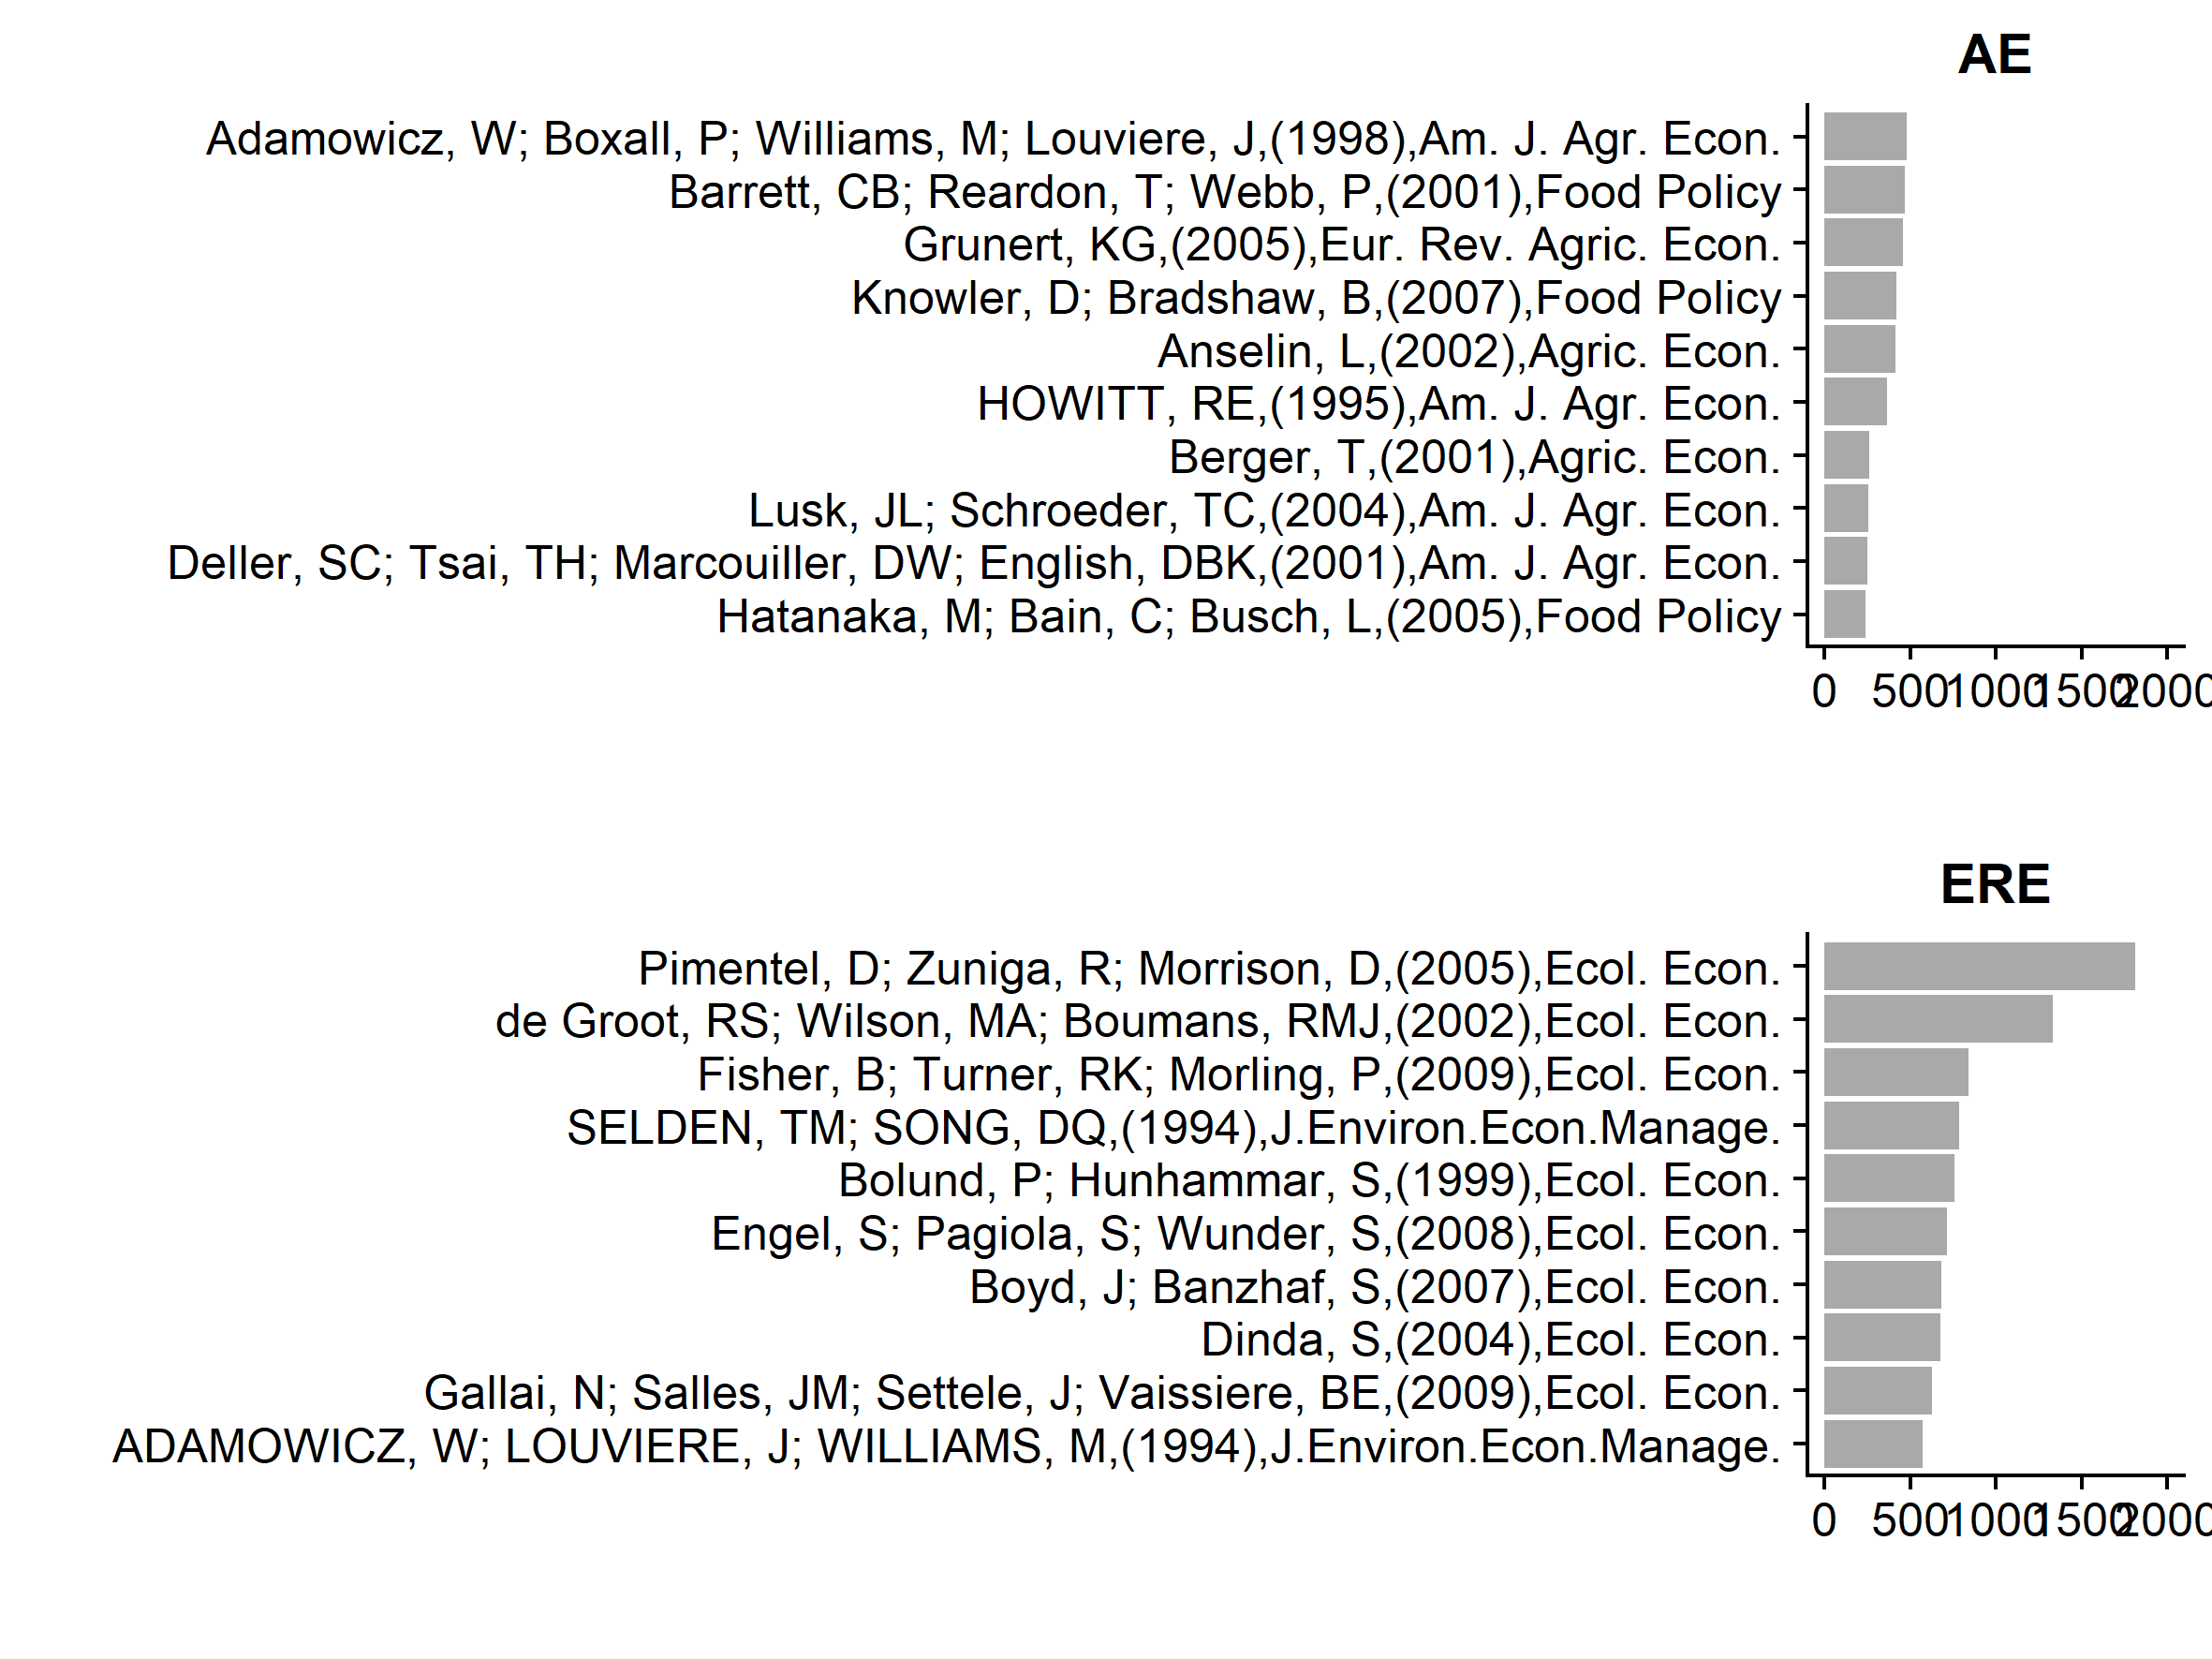 AE
Adamowicz, W; Boxall, P; Williams, M; Louviere, J,(1998),Am. J. Agr. Econ.
Barrett, CB; Reardon, T; Webb, P,(2001),Food Policy
Grunert, KG,(2005),Eur. Rev. Agric. Econ.
Knowler, D; Bradshaw, B,(2007),Food Policy
Anselin, L,(2002),Agric. Econ.
HOWITT, RE,(1995),Am. J. Agr. Econ.
Berger, T,(2001),Agric. Econ.
Lusk, JL; Schroeder, TC,(2004),Am. J. Agr. Econ.
Deller, SC; Tsai, TH; Marcouiller, DW; English, DBK,(2001),Am. J. Agr. Econ.
Hatanaka, M; Bain, C; Busch, L,(2005),Food Policy
0 500 1000 1500 2000
ERE
Pimentel, D; Zuniga, R; Morrison, D,(2005),Ecol. Econ.
de Groot, RS; Wilson, MA; Boumans, RMJ,(2002),Ecol. Econ.
Fisher, B; Turner, RK; Morling, P,(2009),Ecol. Econ.
SELDEN, TM; SONG, DQ,(1994),J.Environ.Econ.Manage.
Bolund, P; Hunhammar, S,(1999),Ecol. Econ.
Engel, S; Pagiola, S; Wunder, S,(2008),Ecol. Econ.
Boyd, J; Banzhaf, S,(2007),Ecol. Econ.
Dinda, S,(2004),Ecol. Econ.
Gallai, N; Salles, JM; Settele, J; Vaissiere, BE,(2009),Ecol. Econ.
ADAMOWICZ, W; LOUVIERE, J; WILLIAMS, M,(1994),J.Environ.Econ.Manage.
0 500 1000 1500 2000